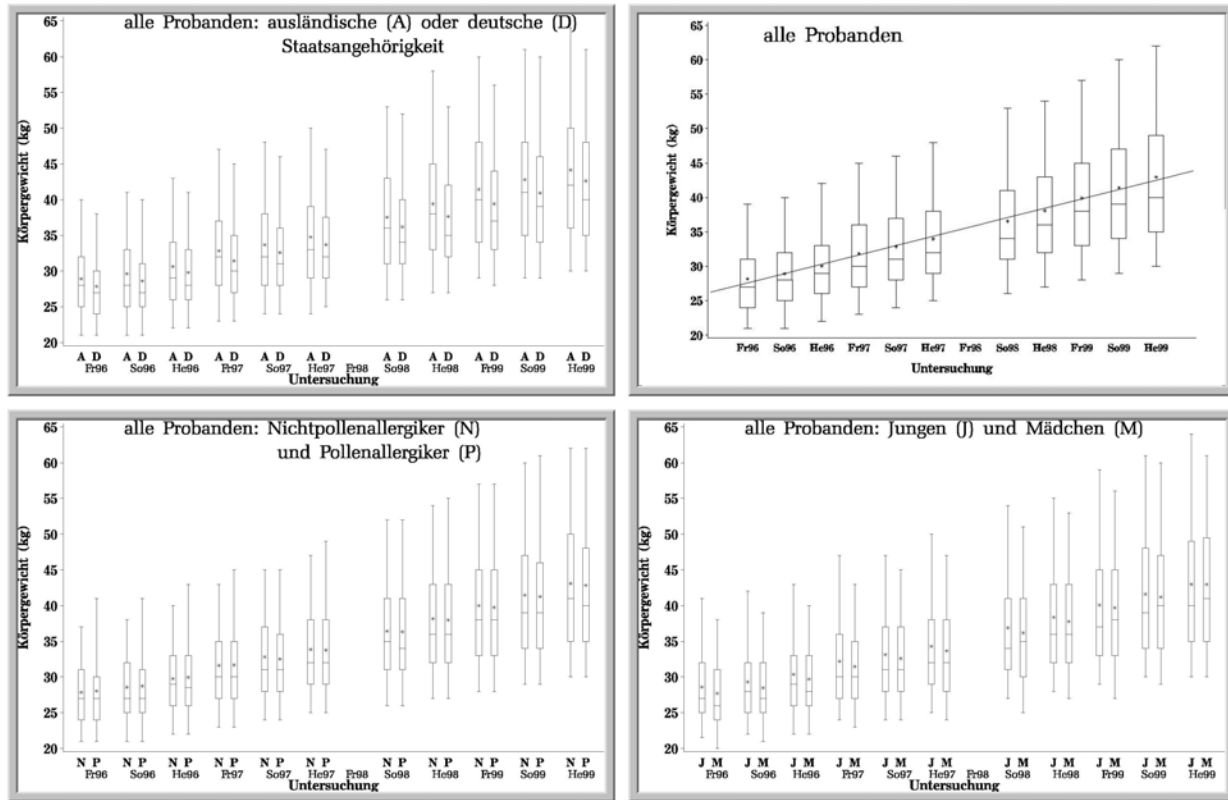 alle Probanden: ausländische (A) oder deutsche (D)
Staatsangehörigkeit
Körpergewicht (kg)
65
60
55
50
45
40
35
30
25
20
A D A D A D A D A D A D A D A D A D A D A D
Fr96 So96 He96 Fr97 So97 He97 Fr98 So98 He98 Fr99 So99 He99
Untersuchung
alle Probanden
Körpergewicht (kg)
65
60
55
50
45
40
35
30
25
20
Fr96 So96 He96 Fr97 So97 He97 Fr98 So98 He98 Fr99 So99 He99
Untersuchung
alle Probanden: Nichtpollenallergiker (N)
und Pollenallergiker (P)
Körpergewicht (kg)
65
60
55
50
45
40
35
30
25
20
N P N P N P N P N P N P N P N P N P N P N P
Fr96 So96 He96 Fr97 So97 He97 Fr98 So98 He98 Fr99 So99 He99
Untersuchung
alle Probanden: Jungen (J) und Mädchen (M)
Körpergewicht (kg)
65
60
55
50
45
40
35
30
25
20
J M J M J M J M J M J M J M J M J M J M J M
Fr96 So96 He96 Fr97 So97 He97 Fr98 So98 He98 Fr99 So99 He99
Untersuchung